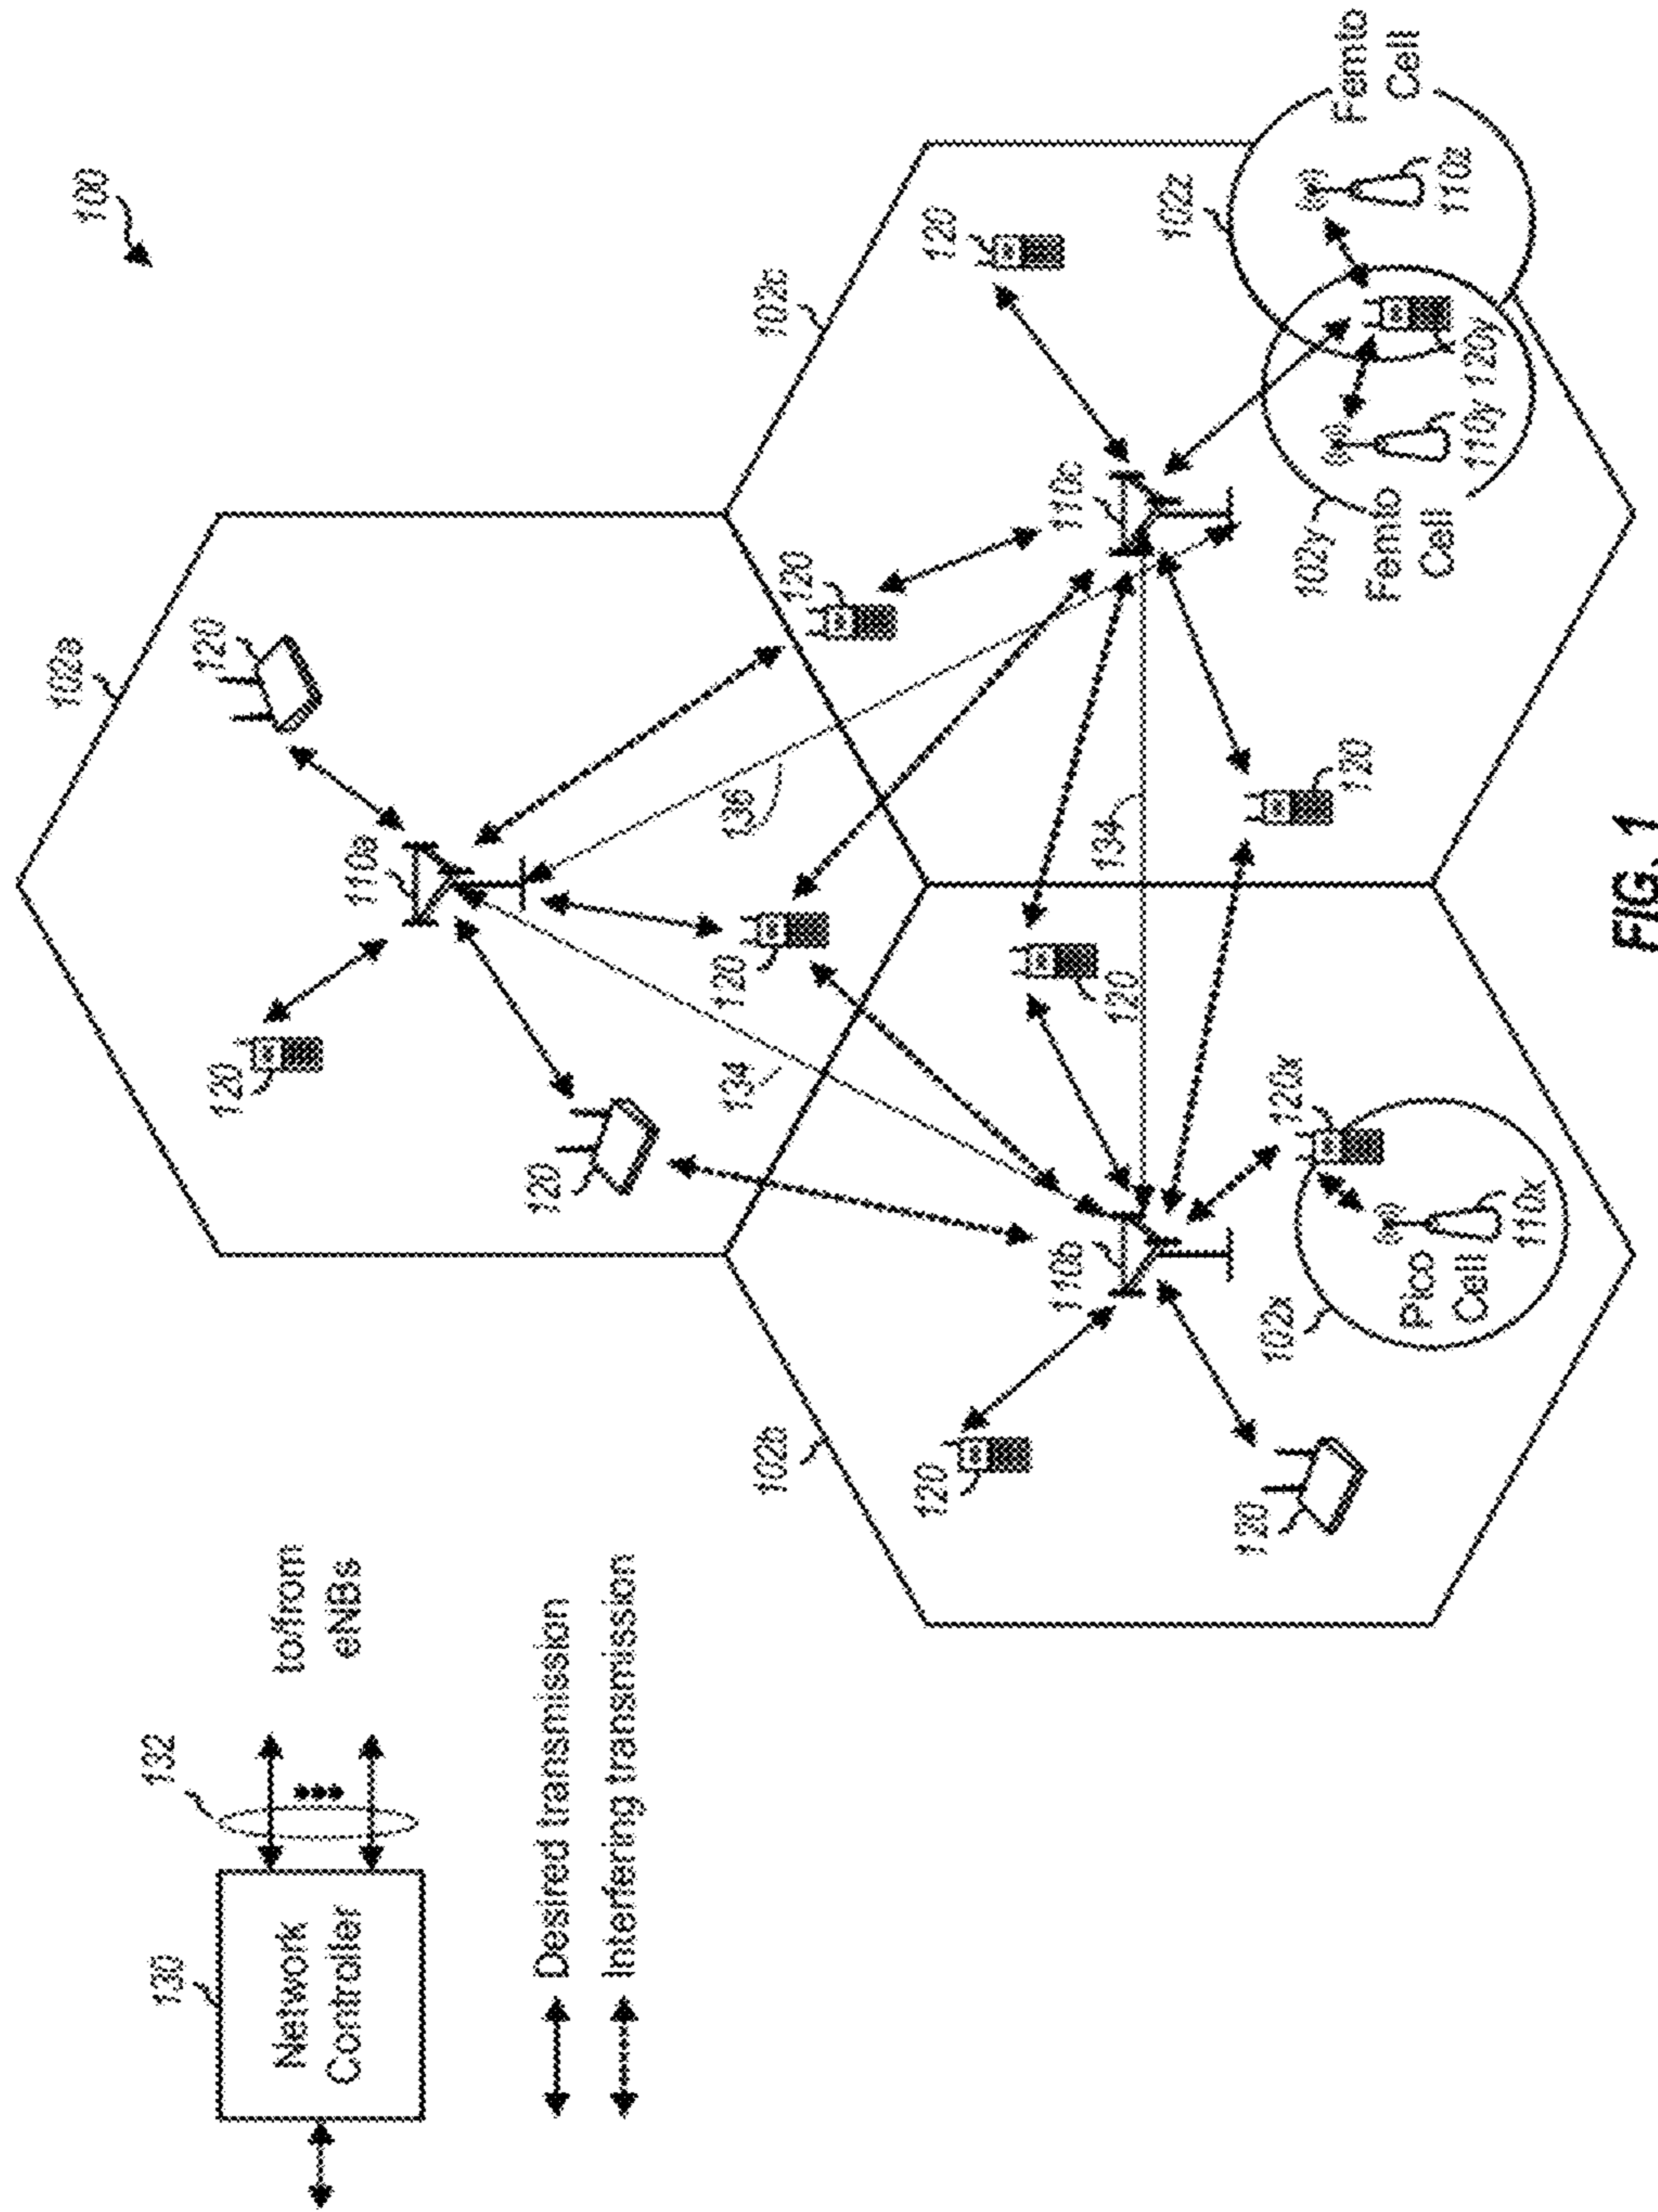 100
130
132
Network
Controller
to/from
eNBs
Desired transmission
Interfering transmission
102a
120
110a
120
120
120
120
134
136
102b
120
110b
120
134
120
120
120x
102x
Pico
Cell
110x
102c
120
110c
120
102z
102y
Femto
Cell
110y
120y
110z
Femto
Cell
FIG. 1